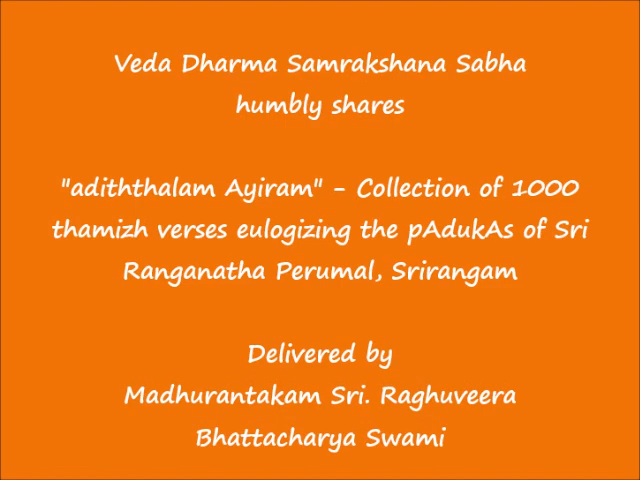 Veda Dharma Samrakshana Sabha
humbly shares
"adiththalam Ayiram" - Collection of 1000
thamizh verses eulogizing the pAdukAs of Sri
Ranganatha Perumal, Srirangam
Delivered by
Madhurantakam Sri. Raghuveera
Bhattacharya Swami